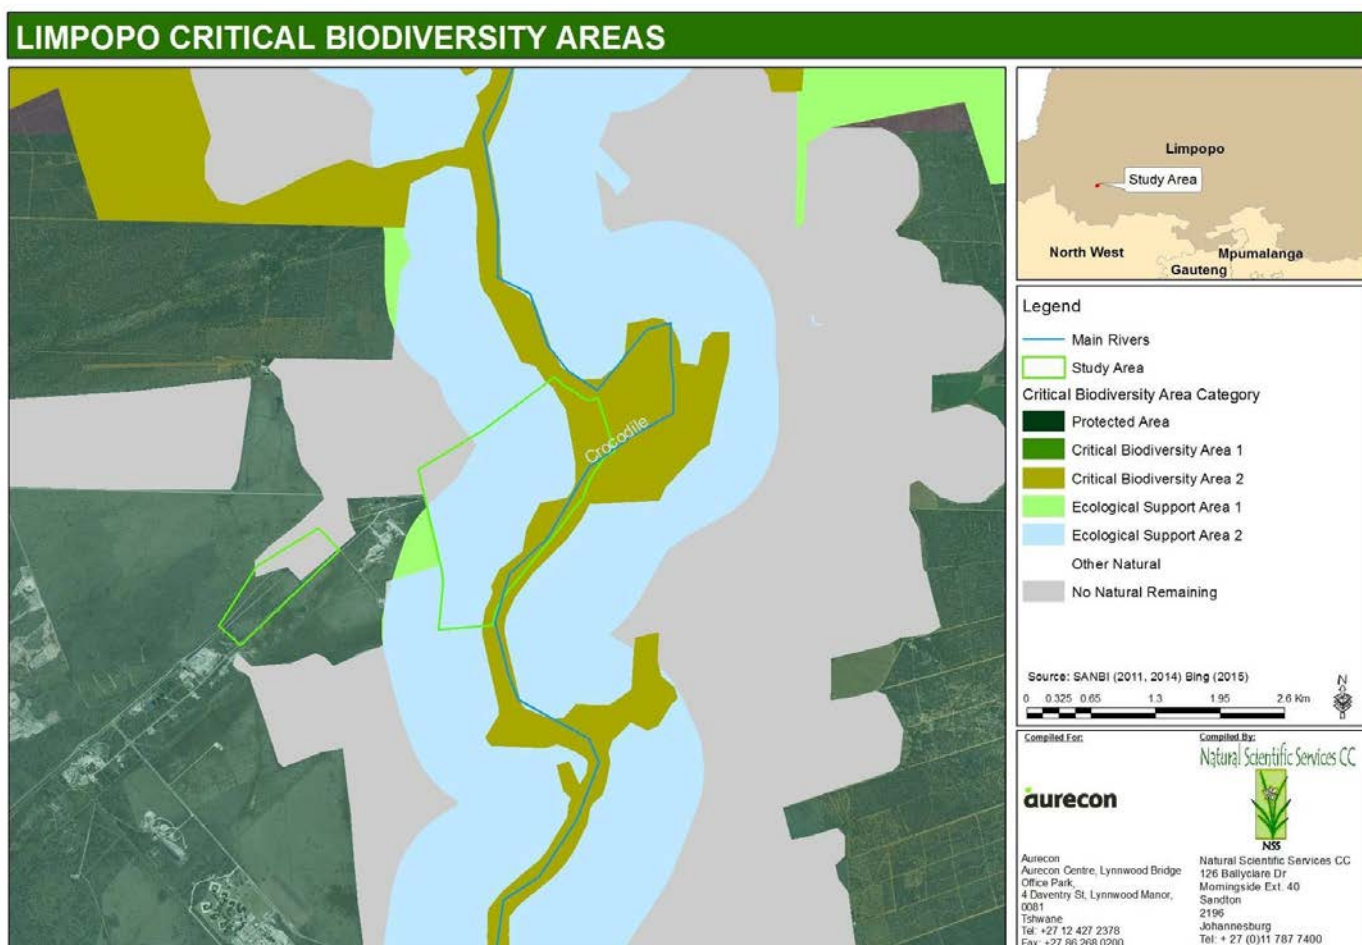 LIMPOPO CRITICAL BIODIVERSITY AREAS
Crocodile
Limpopo
Study Area
North West
Mpumalanga
Gauteng
Legend
Main Rivers
Study Area
Critical Biodiversity Area Category
Protected Area
Critical Biodiversity Area 1
Critical Biodiversity Area 2
Ecological Support Area 1
Ecological Support Area 2
Other Natural
No Natural Remaining
Source: SANBI (2011, 2014) Bing (2015)
0 0.325 0.65 1.3 1.95 2.6 Km
N
Compiled For:
aurecon
Aurecon
Aurecon Centre, Lynnwood Bridge
Office Park,
4 Daventry St, Lynnwood Manor,
0081
Tshwane
Tel: +27 12 427 2378
Fax: +27 86 268 0200
Compiled By:
Natural Scientific Services CC
NSS
Natural Scientific Services CC
126 Ballyclare Dr
Morningside Ext. 40
Sandton
2196
Johannesburg
Tel: + 27 (0)11 787 7400